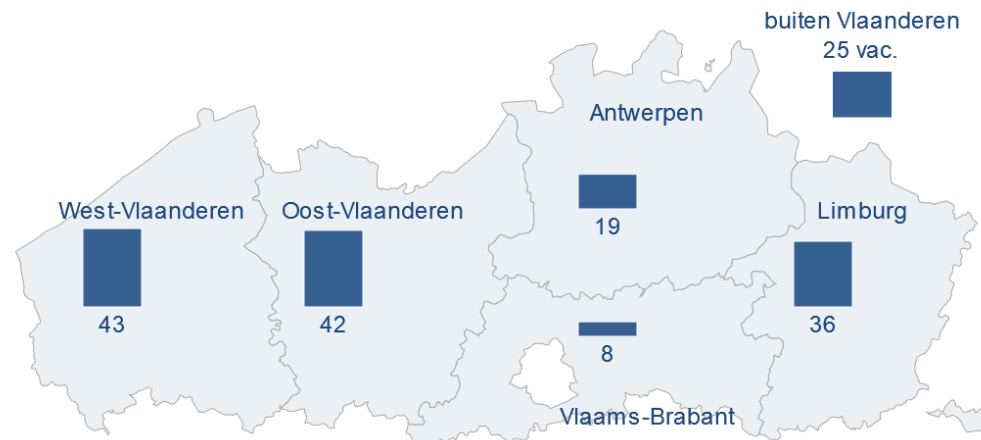 buiten Vlaanderen
25 vac.
Antwerpen
19
West-Vlaanderen
43
Oost-Vlaanderen
42
Limburg
36
8
Vlaams-Brabant